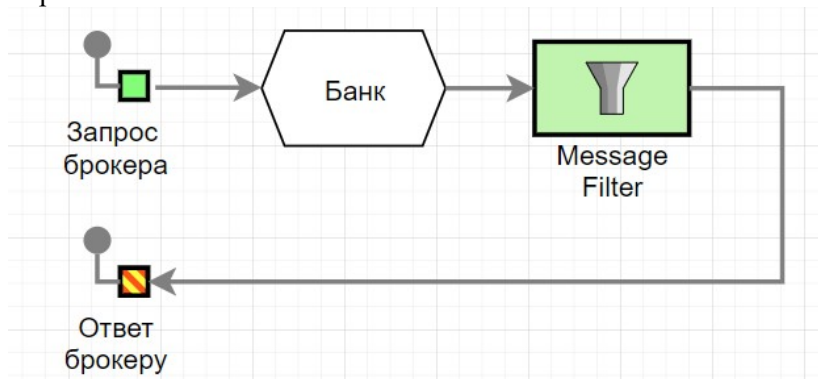 Банк
Запрос
брокера
Message
Filter
Ответ
брокеру